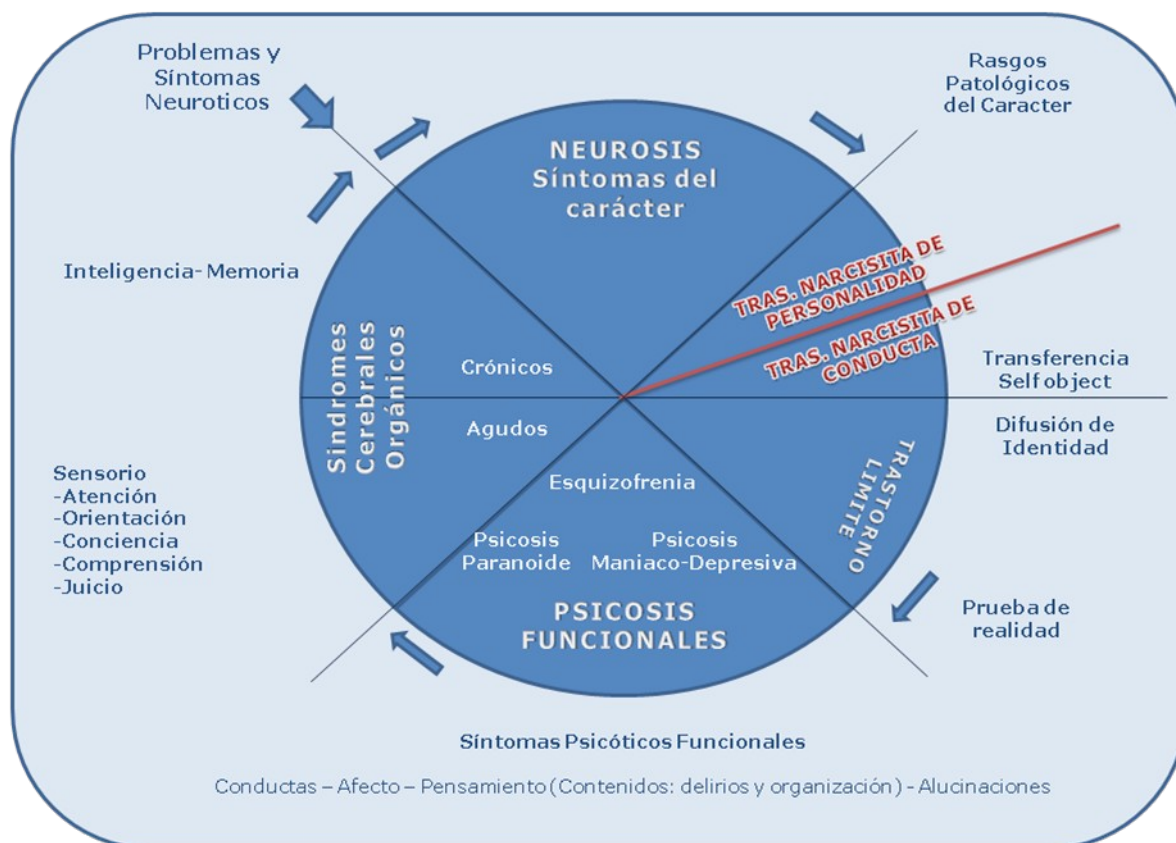 Problemas y
Síntomas
Neuroticos
Rasgos
Patológicos
del Caracter
NEUROSIS
Síntomas del
carácter
Inteligencia- Memoria
TRAS. NARCISITA DE
PERSONALIDAD
TRAS. NARCISITA DE
CONDUCTA
Transferencia
Self object
Difusión de
Identidad
Sindromes
Cerebrales
Orgánicos
Crónicos
Agudos
Esquizofrenia
Psicosis
Paranoide
Psicosis
Maniaco-Depresiva
TRASTORNO
LIMITE
Sensorio
-Atención
-Orientación
-Conciencia
-Comprensión
-Juicio
PSICOSIS
FUNCIONALES
Prueba de
realidad
Síntomas Psicóticos Funcionales
Conductas – Afecto – Pensamiento (Contenidos: delirios y organización) - Alucinaciones